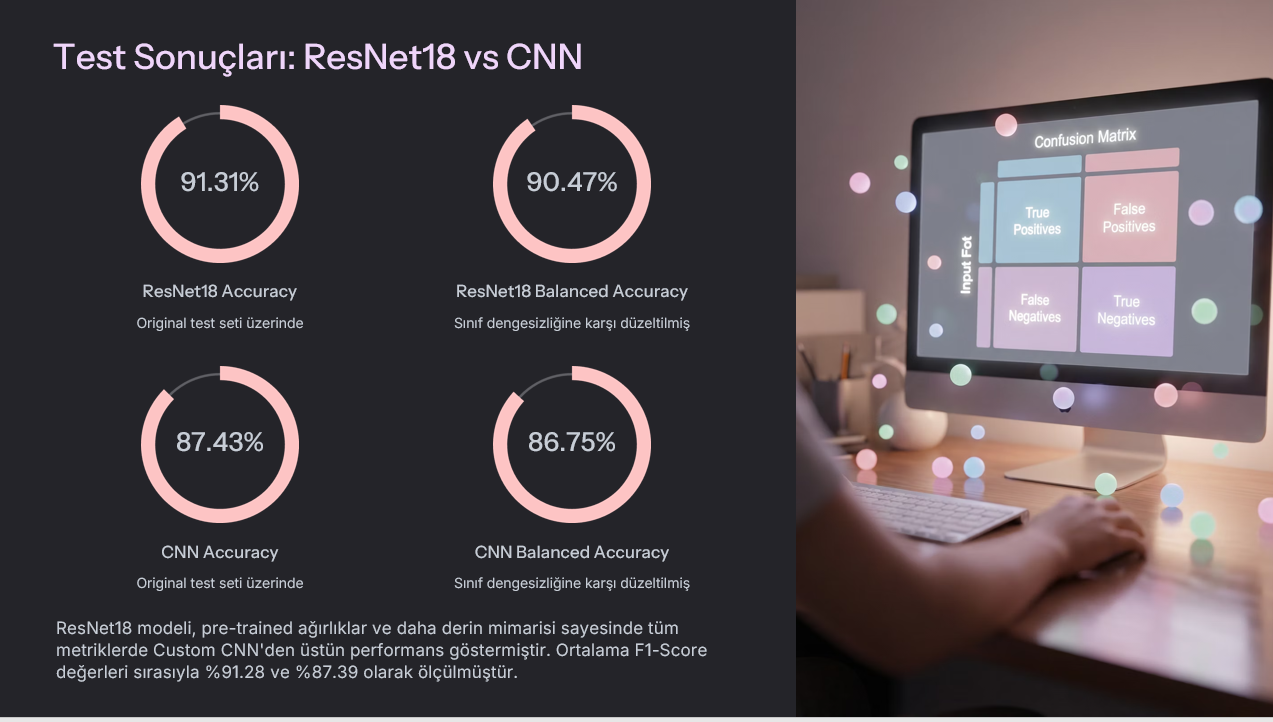 Test Sonuçları: ResNet18 vs CNN
91.31%
90.47%
ResNet18 Accuracy
ResNet18 Balanced Accuracy
Original test seti üzerinde
Sınıf dengesizliğine karşı düzeltilmiş
87.43%
86.75%
CNN Accuracy
CNN Balanced Accuracy
Original test seti üzerinde
Sınıf dengesizliğine karşı düzeltilmiş
ResNet18 modeli, pre-trained ağırlıklar ve daha derin mimarisi sayesinde tüm
metriklerde Custom CNN'den üstün performans göstermiştir. Ortalama F1-Score
değerleri sırasıyla %91.28 ve %87.39 olarak ölçülmüştür.
Confusion Matrix
Input Fot
True
Positives
False
Positives
False
Negatives
True
Negatives